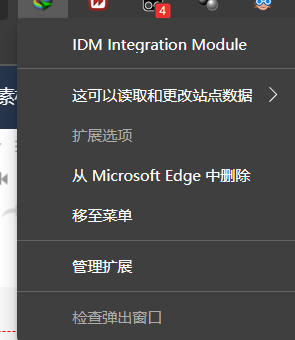 4
IDM Integration Module
这可以读取和更改站点数据
素材
扩展选项
从 Microsoft Edge 中删除
移至菜单
管理扩展
检查弹出窗口